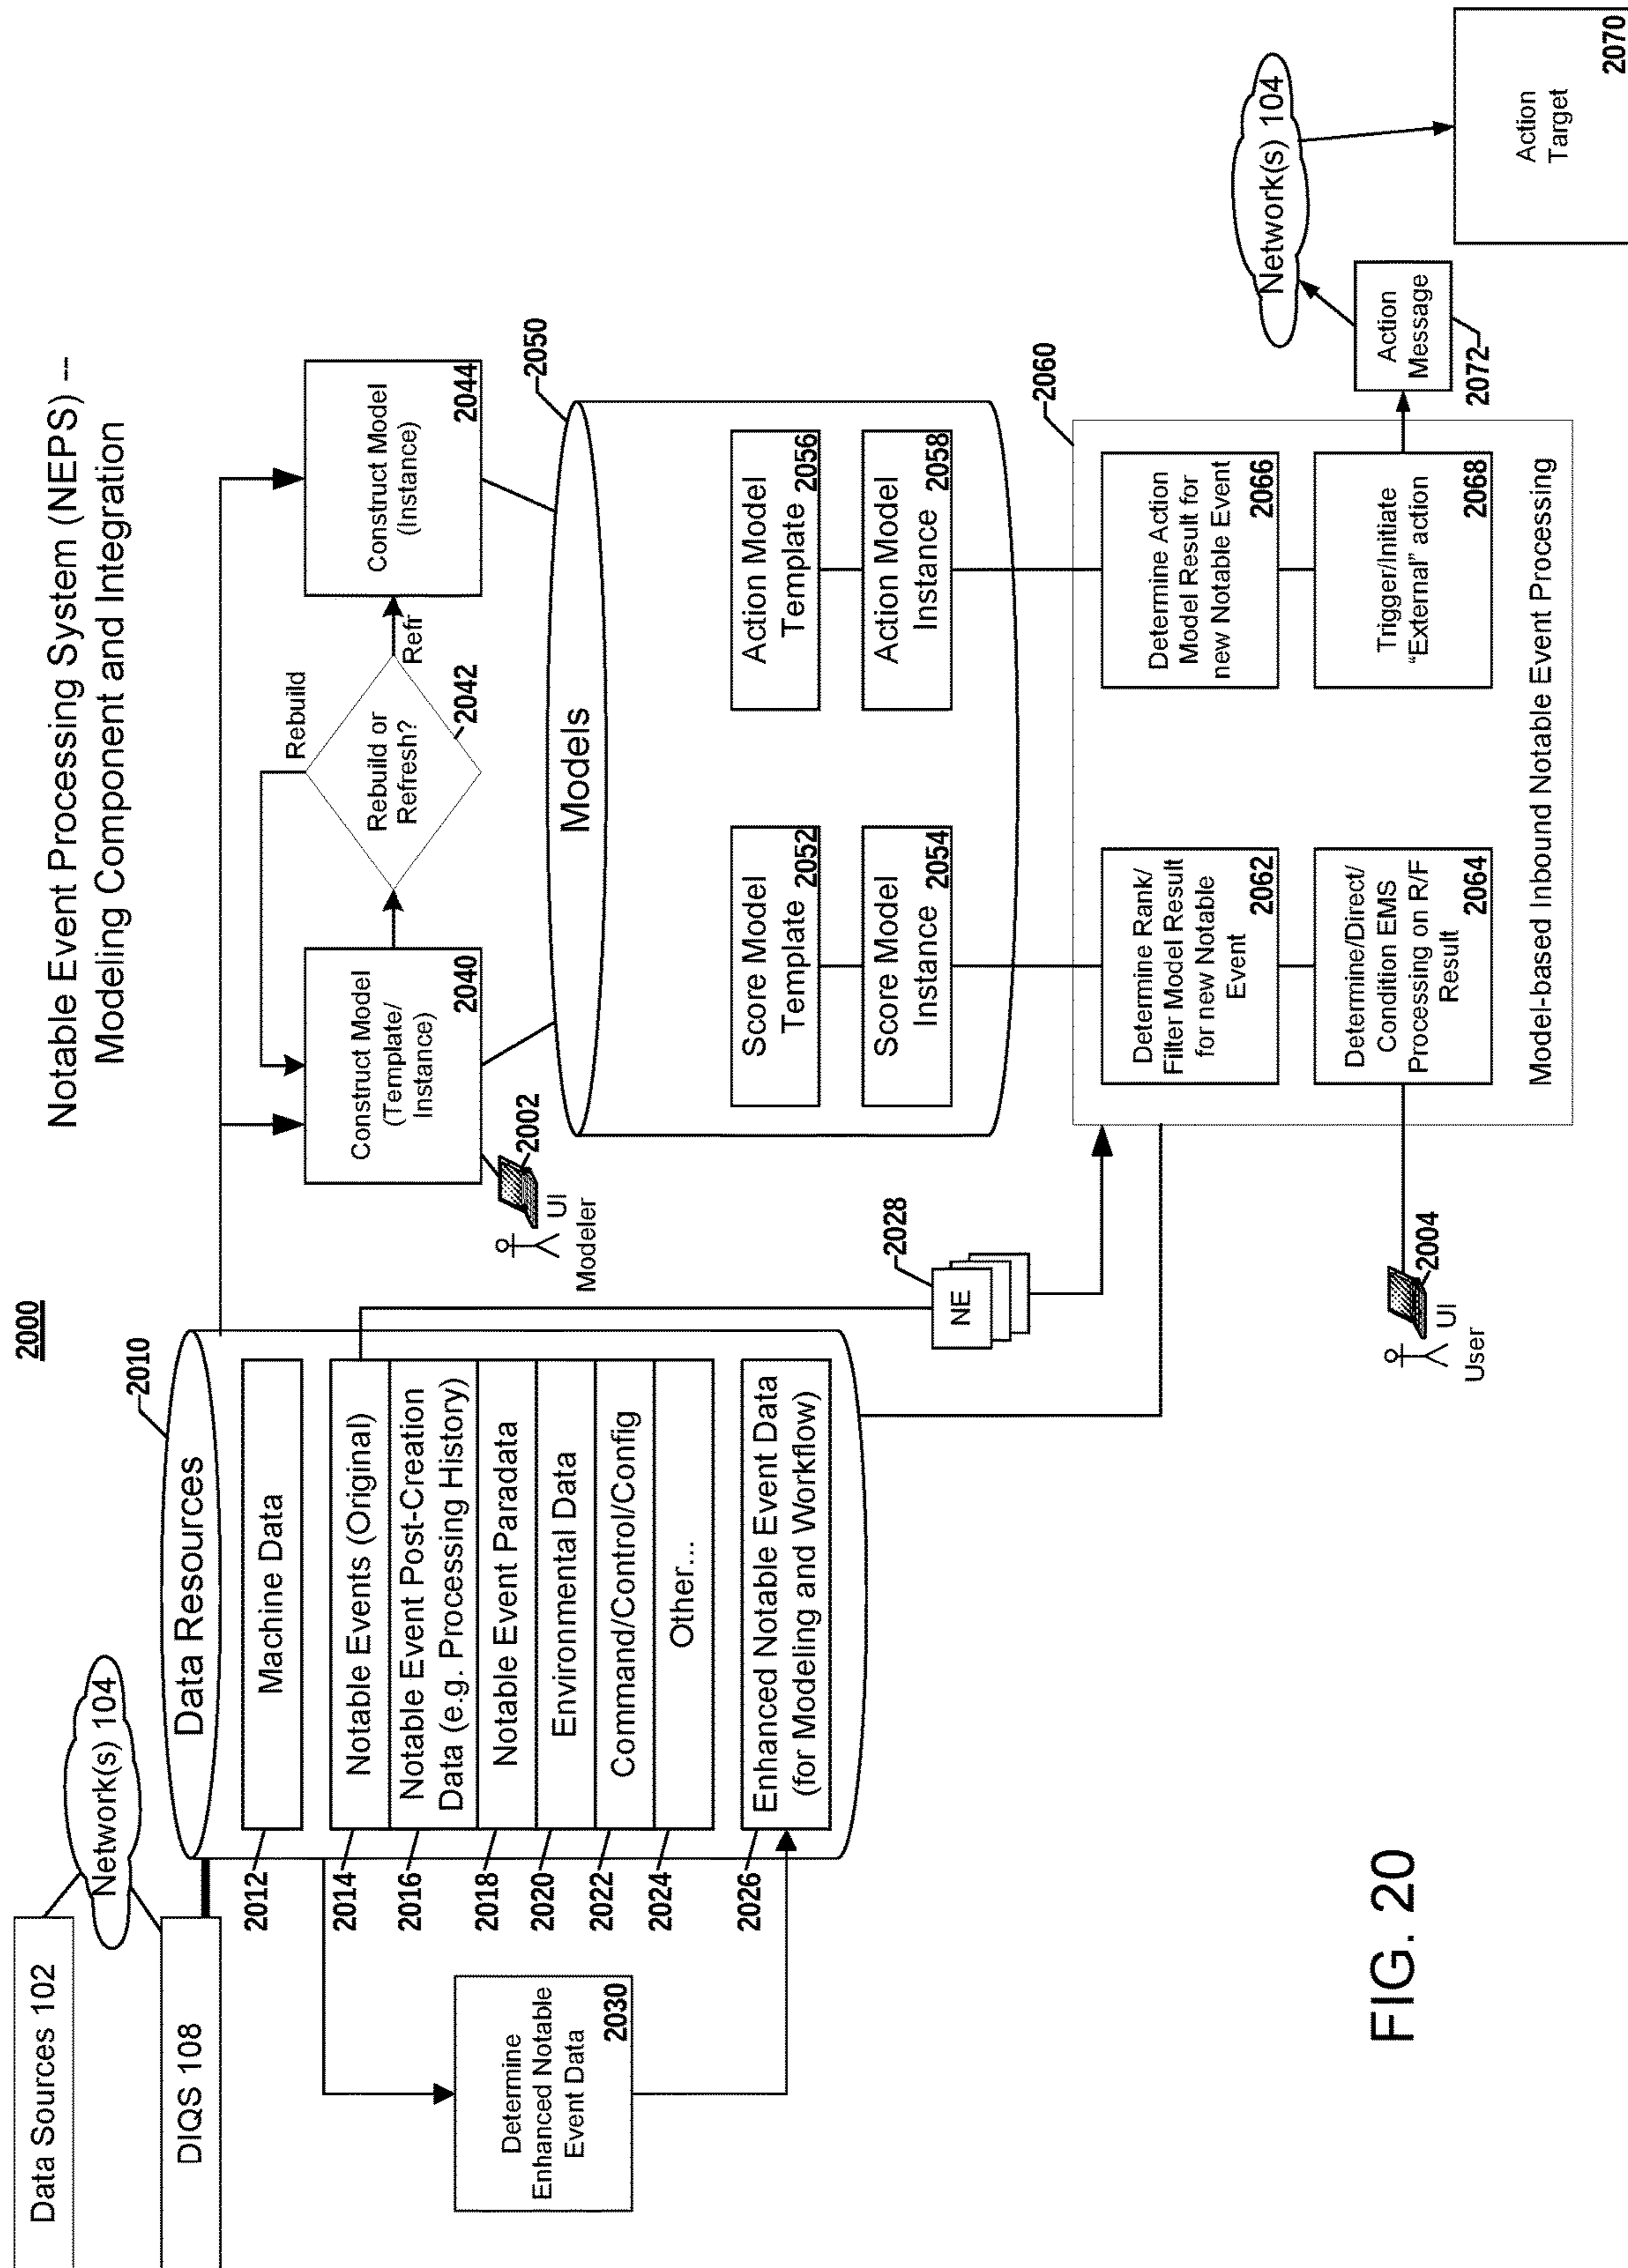 Notable Event Processing System (NEPS) --
Modeling Component and Integration
2000
Data Sources 102
Network(s) 104
DIQS 108
2010
Data Resources
2012
Machine Data
2014
Notable Events (Original)
2016
Notable Event Post-Creation
Data (e.g. Processing History)
2018
Notable Event Paradata
2020
Environmental Data
2022
Command/Control/Config
2024
Other...
2026
Enhanced Notable Event Data
(for Modeling and Workflow)
Determine
Enhanced Notable
Event Data
2030
NE
2028
Construct Model
(Template/
Instance)
2040
2002
UI
Modeler
Rebuild
Rebuild or
Refresh?
2042
Refr
Construct Model
(Instance)
2044
2050
Models
Score Model
Template 2052
Score Model
Instance 2054
Action Model
Template 2056
Action Model
Instance 2058
2060
Determine Rank/
Filter Model Result
for new Notable
Event
2062
Determine/Direct/
Condition EMS
Processing on R/F
Result
2064
Determine Action
Model Result for
new Notable Event
2066
Trigger/Initiate
"External" action
2068
Model-based Inbound Notable Event Processing
2004
UI
User
Action
Message
2072
Network(s) 104
Action
Target
2070
FIG. 20